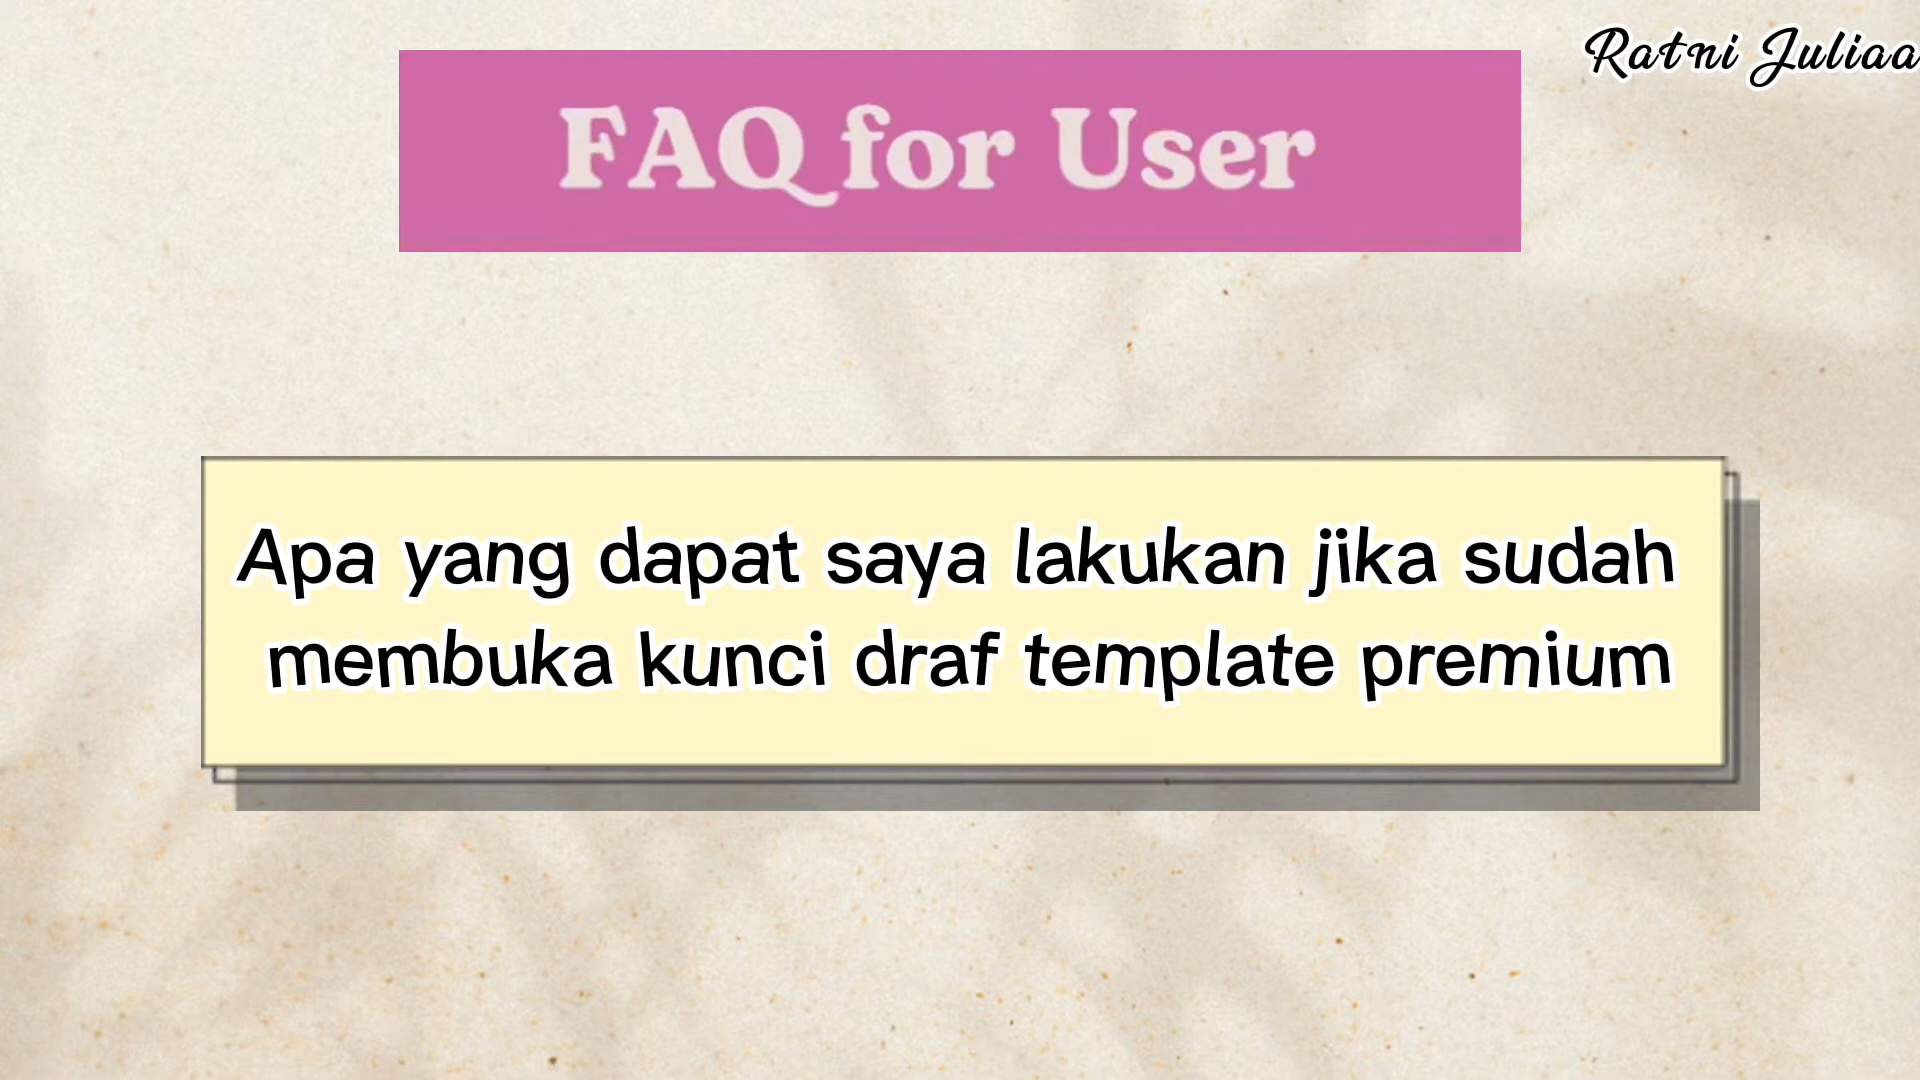 Ratni Juliaa
FAQ for User
Apa yang dapat saya lakukan jika sudah
membuka kunci draf template premium